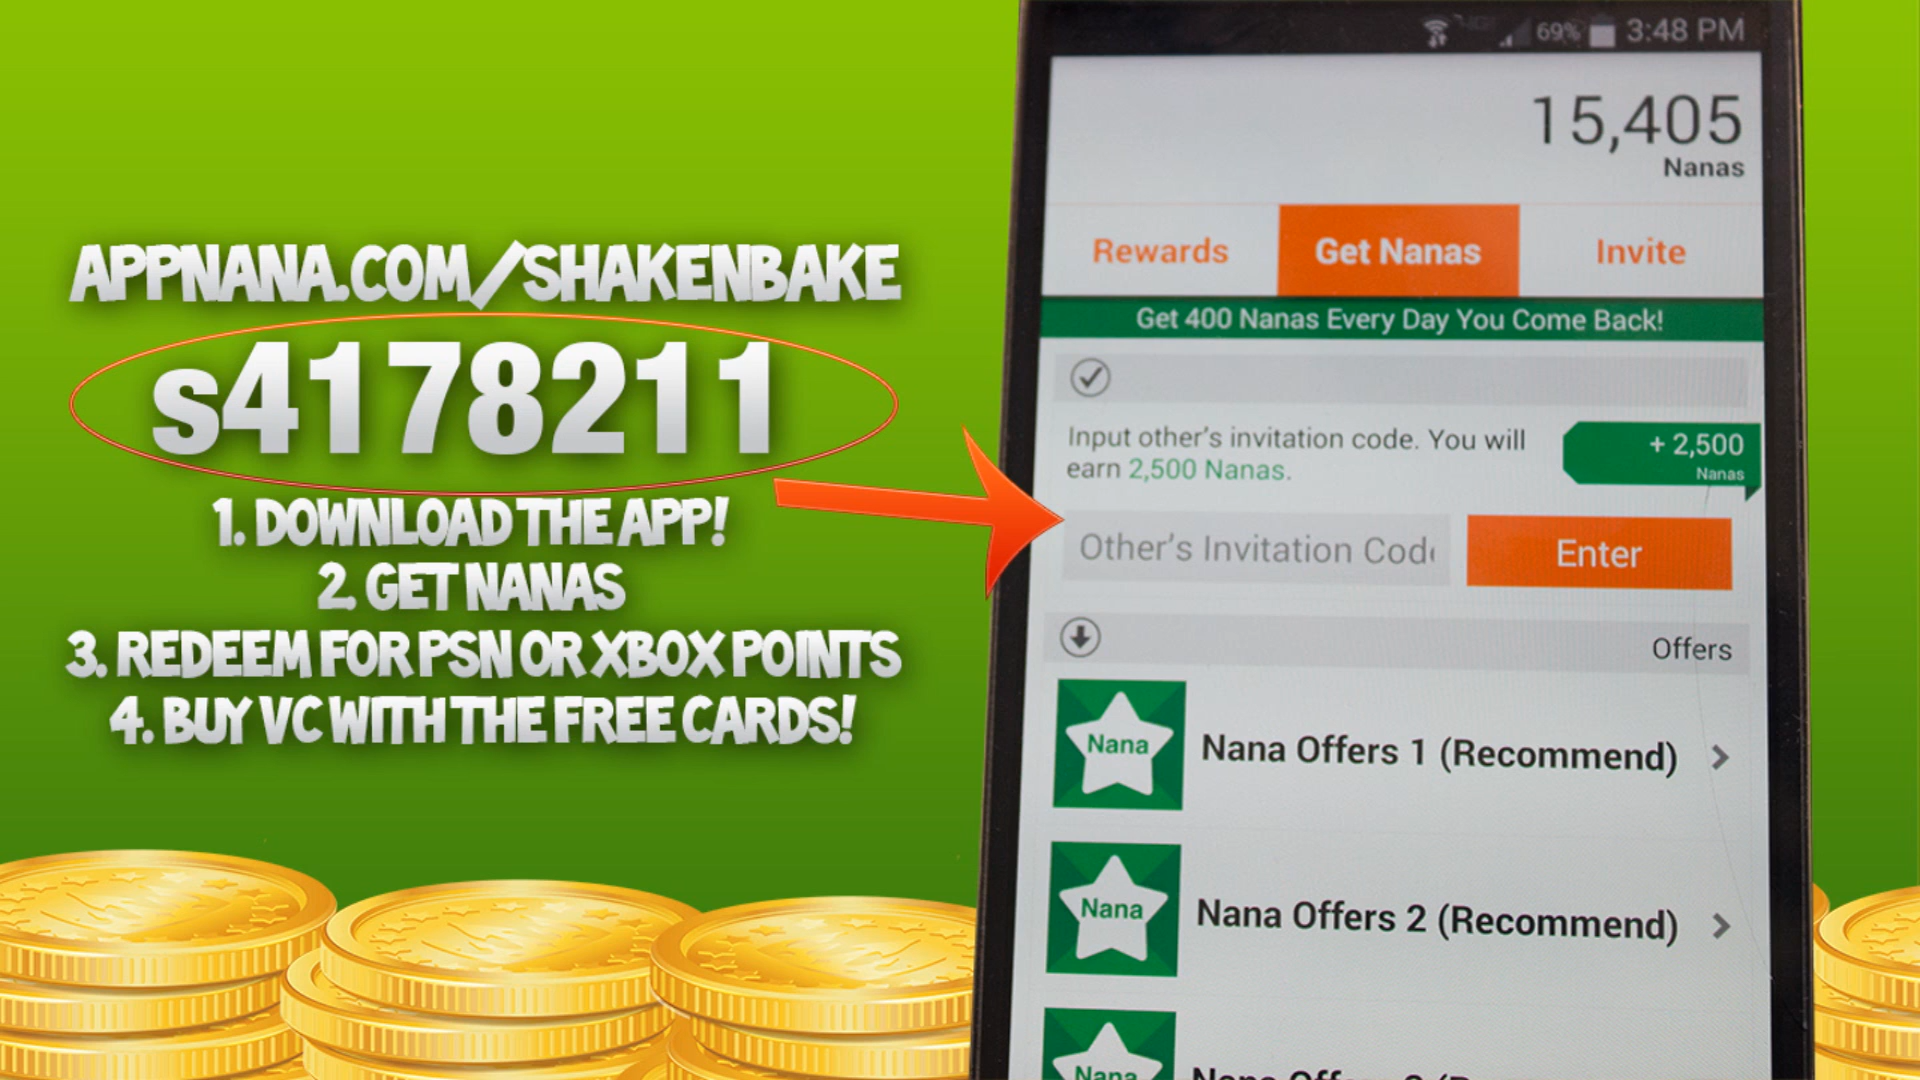 APPNANA.COM/SHAKENBAKE
s4178211
1. DOWNLOAD THE APP!
2. GET NANAS
3. REDEEM FOR PSN OR XBOX POINTS
4. BUY VC WITH THE FREE CARDS!
69% 3:48 PM
15,405
Nanas
Rewards Get Nanas Invite
Get 400 Nanas Every Day You Come Back!
Input other's invitation code. You will
earn 2,500 Nanas.
+ 2,500
Nanas
Other's Invitation Code
Enter
Offers
Nana
Nana Offers 1 (Recommend)
Nana
Nana Offers 2 (Recommend)
Nana